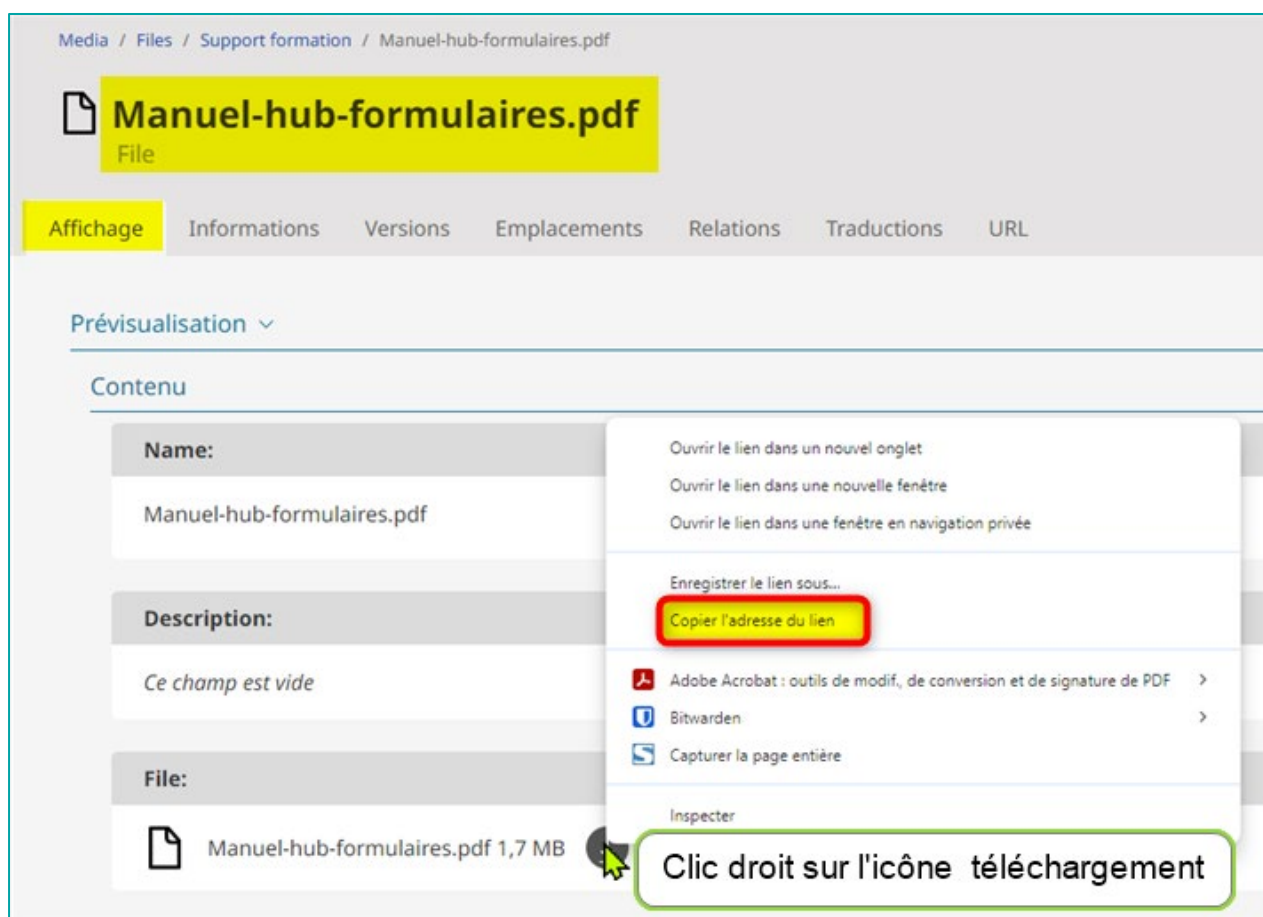 Media / Files / Support formation / Manuel-hub-formulaires.pdf
Manuel-hub-formulaires.pdf
File
Affichage Informations Versions Emplacements Relations Traductions URL
Prévisualisation
Contenu
Name:
Manuel-hub-formulaires.pdf
Description:
Ce champ est vide
File:
Manuel-hub-formulaires.pdf 1,7 MB
Ouvrir le lien dans un nouvel onglet
Ouvrir le lien dans une nouvelle fenêtre
Ouvrir le lien dans une fenêtre en navigation privée
Enregistrer le lien sous...
Copier l'adresse du lien
Adobe Acrobat : outils de modif., de conversion et de signature de PDF
Bitwarden
Capturer la page entière
Inspecter
Clic droit sur l'icône téléchargement